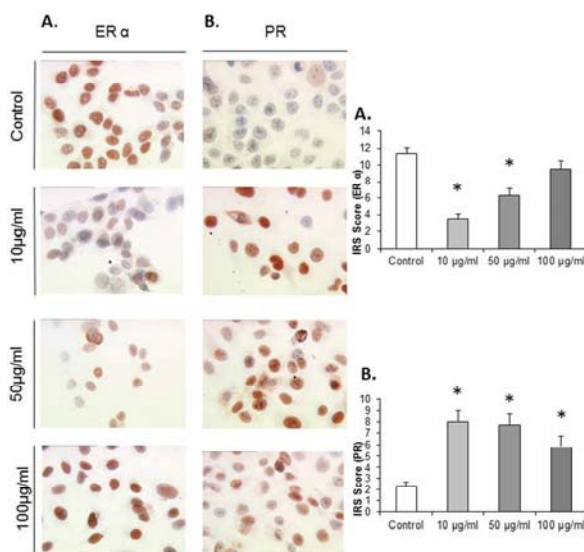 A.
B.
ER α
PR
Control
10µg/ml
50µg/ml
100µg/ml
A.
IRS Score (ER α)
14
12
10
8
6
4
2
0
*
*
Control 10 µg/ml 50 µg/ml 100 µg/ml
B.
IRS Score (PR)
10
9
8
7
6
5
4
3
2
1
0
*
*
*
Control 10 µg/ml 50 µg/ml 100 µg/ml